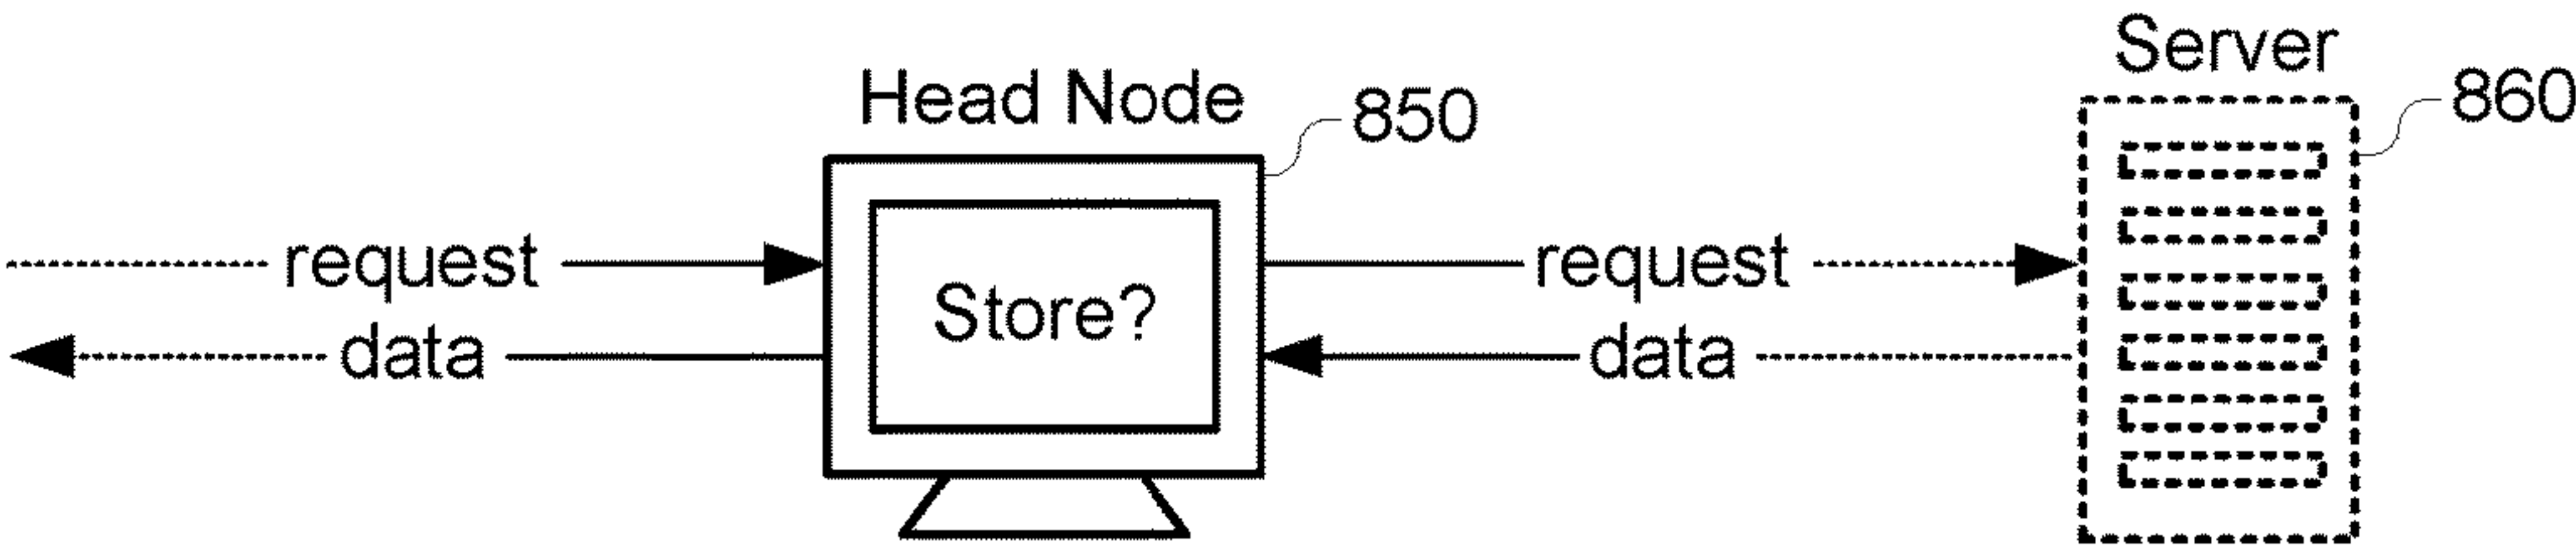 Server
860
Head Node
850
request
request
Store?
data
data